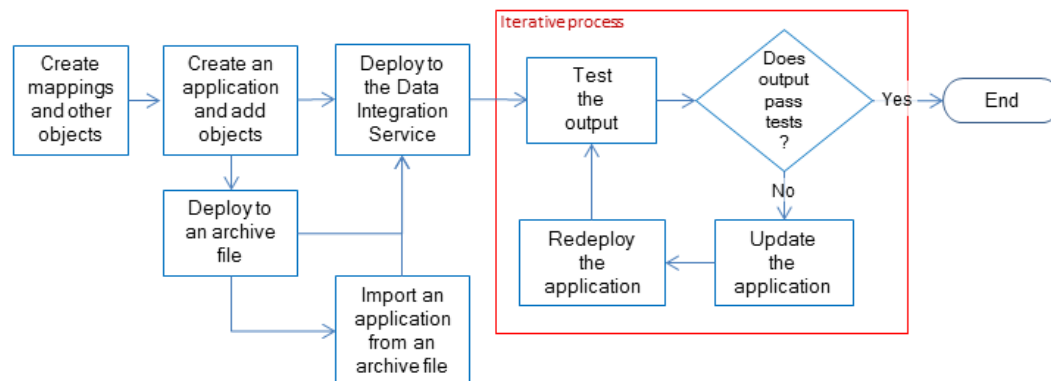 Iterative process
Create
mappings
and other
objects
Create an
application
and add
objects
Deploy to
the Data
Integration
Service
Test
the
output
Does
output
pass
tests
?
Yes
End
No
Deploy to
an archive
file
Redeploy
the
application
Update
the
application
Import an
application
from an
archive file